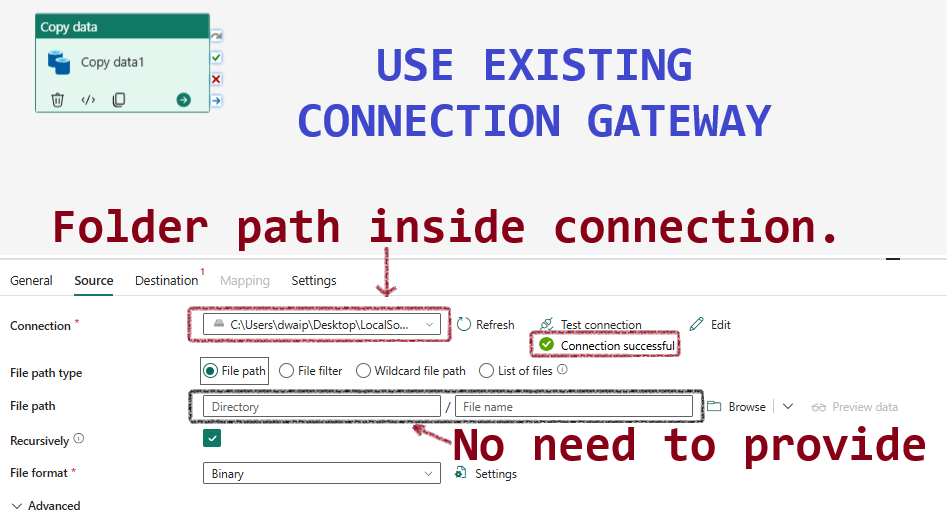 Copy data
Copy data1
USE EXISTING
CONNECTION GATEWAY
Folder path inside connection.
General Source Destination 1 Mapping Settings
Connection * C:\Users\dwaip\Desktop\LocalSo... Refresh Test connection Edit
Connection successful
File path type File path File filter Wildcard file path List of files
File path Directory / File name Browse Preview data
Recursively
No need to provide
File format * Binary Settings
Advanced